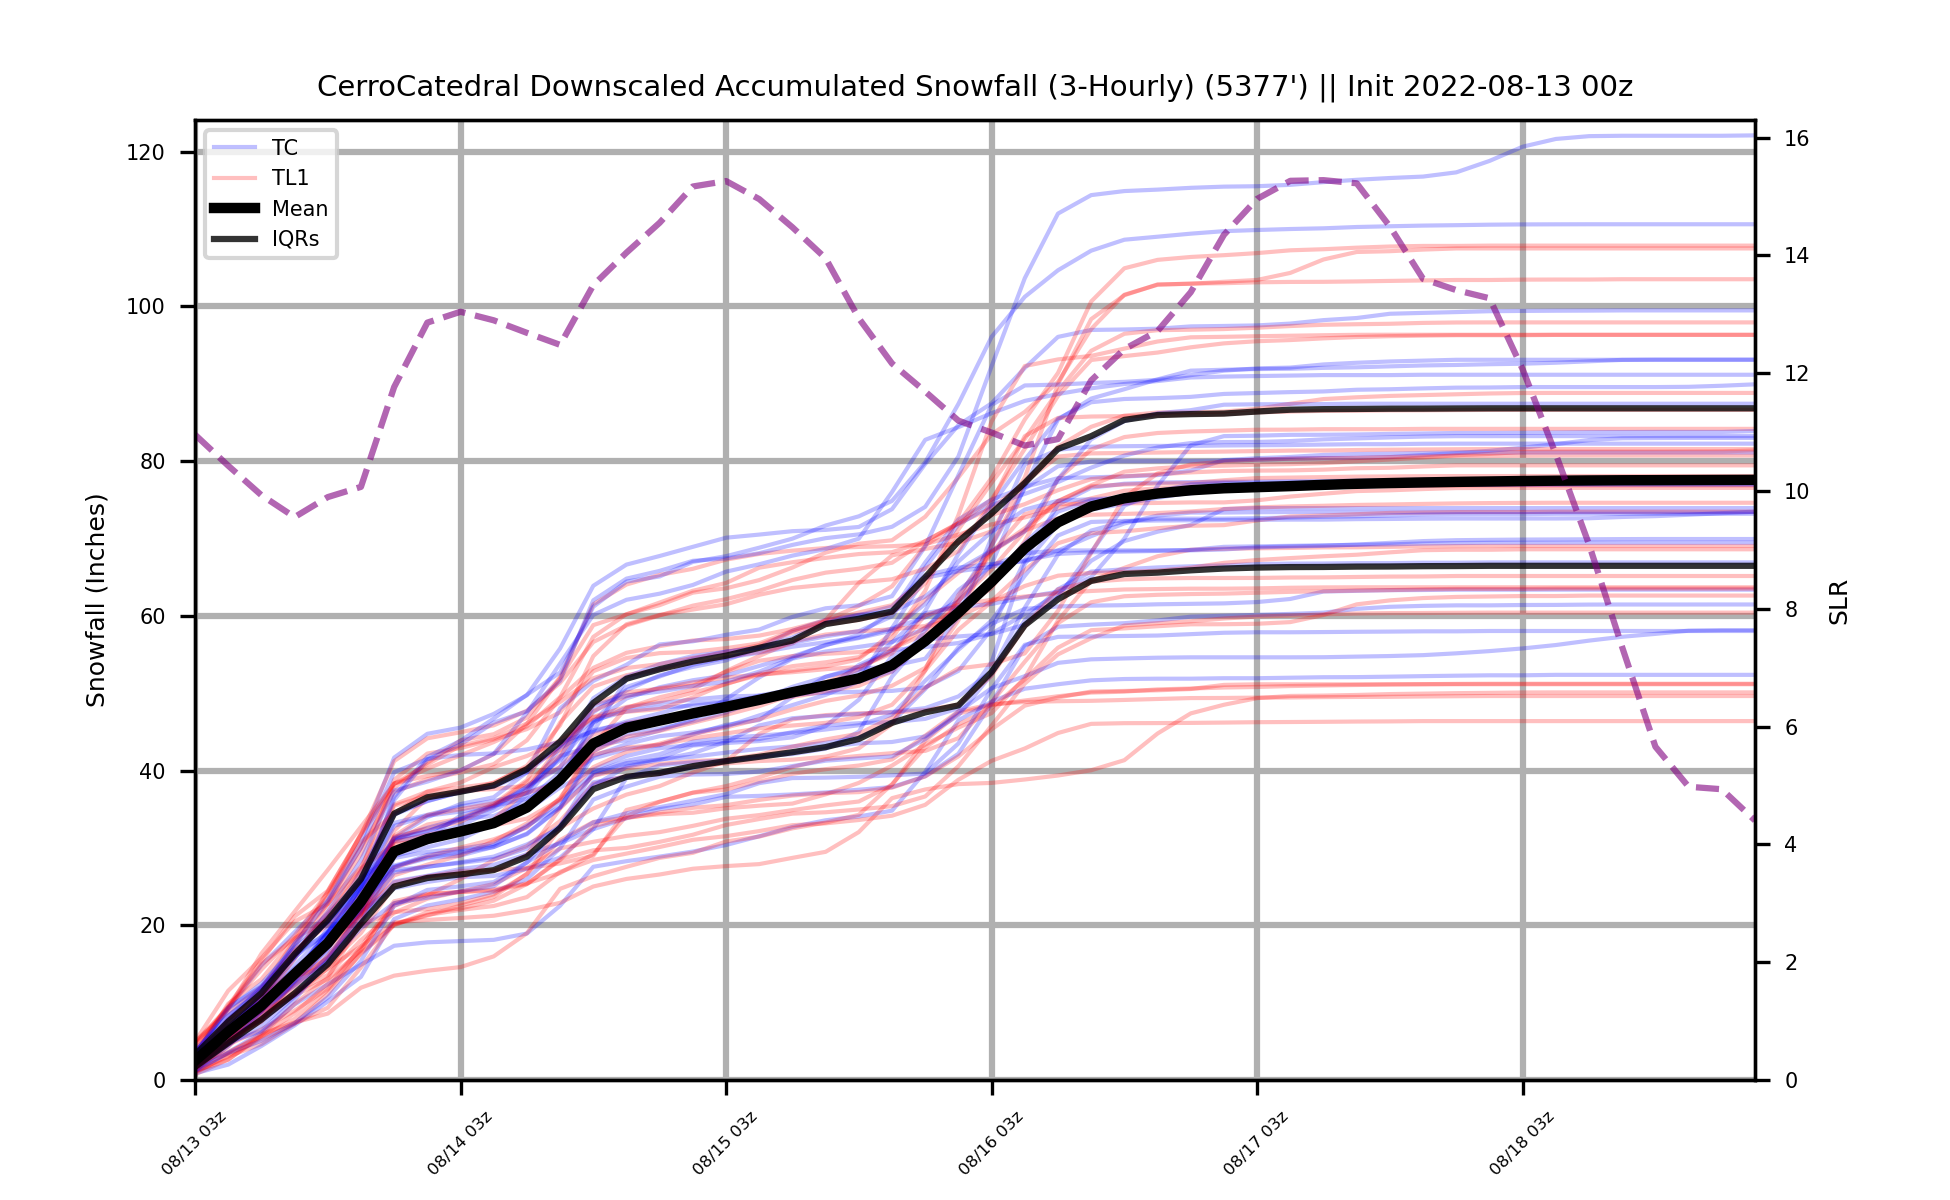 CerroCatedral Downscaled Accumulated Snowfall (3-Hourly) (5377') || Init 2022-08-13 00z
TC
TL1
Mean
IQRs
Snowfall (Inches)
120
100
80
60
40
20
0
16
14
12
10
8
6
4
2
0
SLR
08/13 03z
08/14 03z
08/15 03z
08/16 03z
08/17 03z
08/18 03z